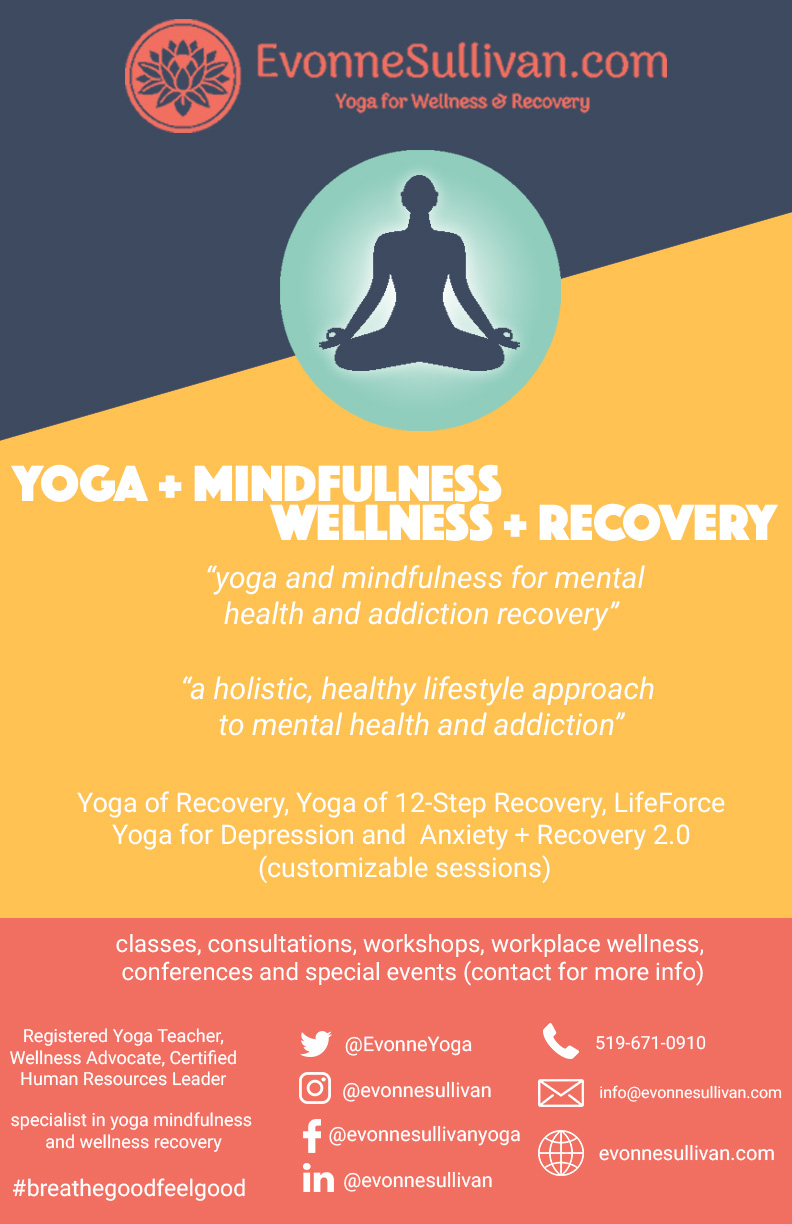 EvonneSullivan.com
Yoga for Wellness & Recovery
YOGA + MINDFULNESS
WELLNESS + RECOVERY
“yoga and mindfulness for mental
health and addiction recovery”
“a holistic, healthy lifestyle approach
to mental health and addiction”
Yoga of Recovery, Yoga of 12-Step Recovery, LifeForce
Yoga for Depression and Anxiety + Recovery 2.0
(customizable sessions)
classes, consultations, workshops, workplace wellness,
conferences and special events (contact for more info)
Registered Yoga Teacher,
Wellness Advocate, Certified
Human Resources Leader
specialist in yoga mindfulness
and wellness recovery
#breathegoodfeelgood
@EvonneYoga
@evonnesullivan
@evonnesullivanyoga
@evonnesullivan
519-671-0910
info@evonnesullivan.com
evonnesullivan.com